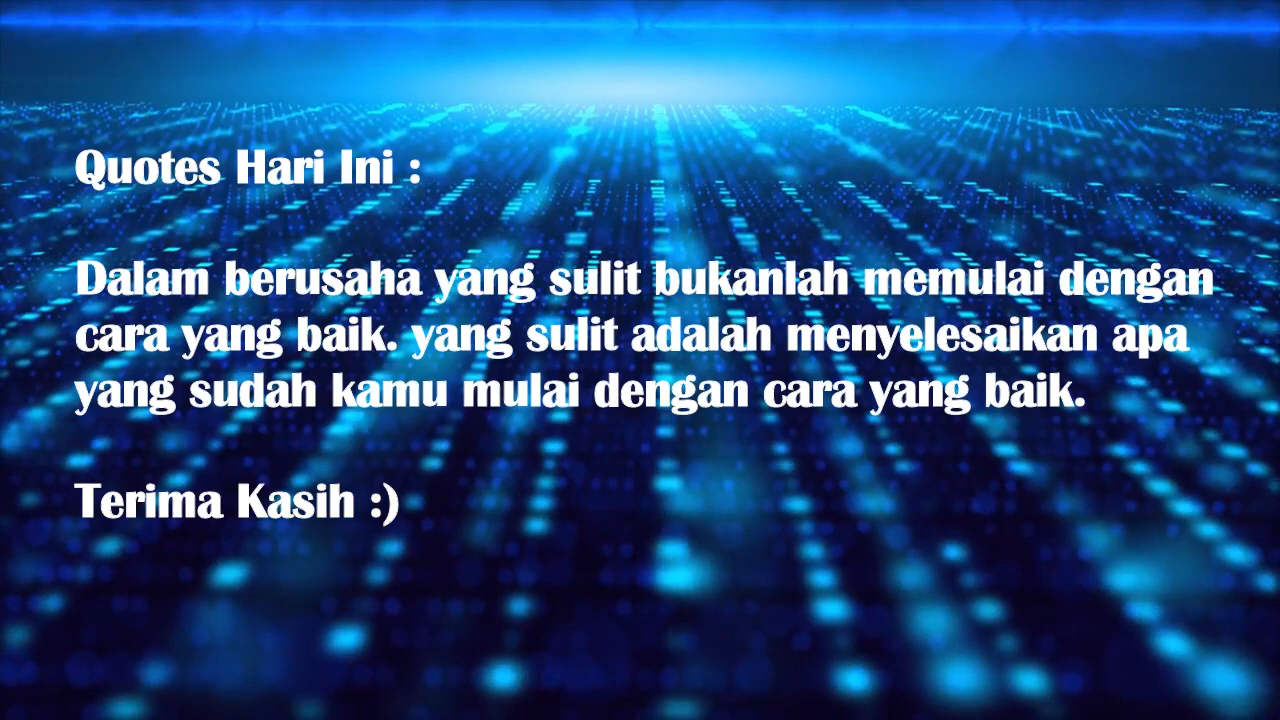 Quotes Hari Ini :
Dalam berusaha yang sulit bukanlah memulai dengan
cara yang baik. yang sulit adalah menyelesaikan apa
yang sudah kamu mulai dengan cara yang baik.
Terima Kasih :)